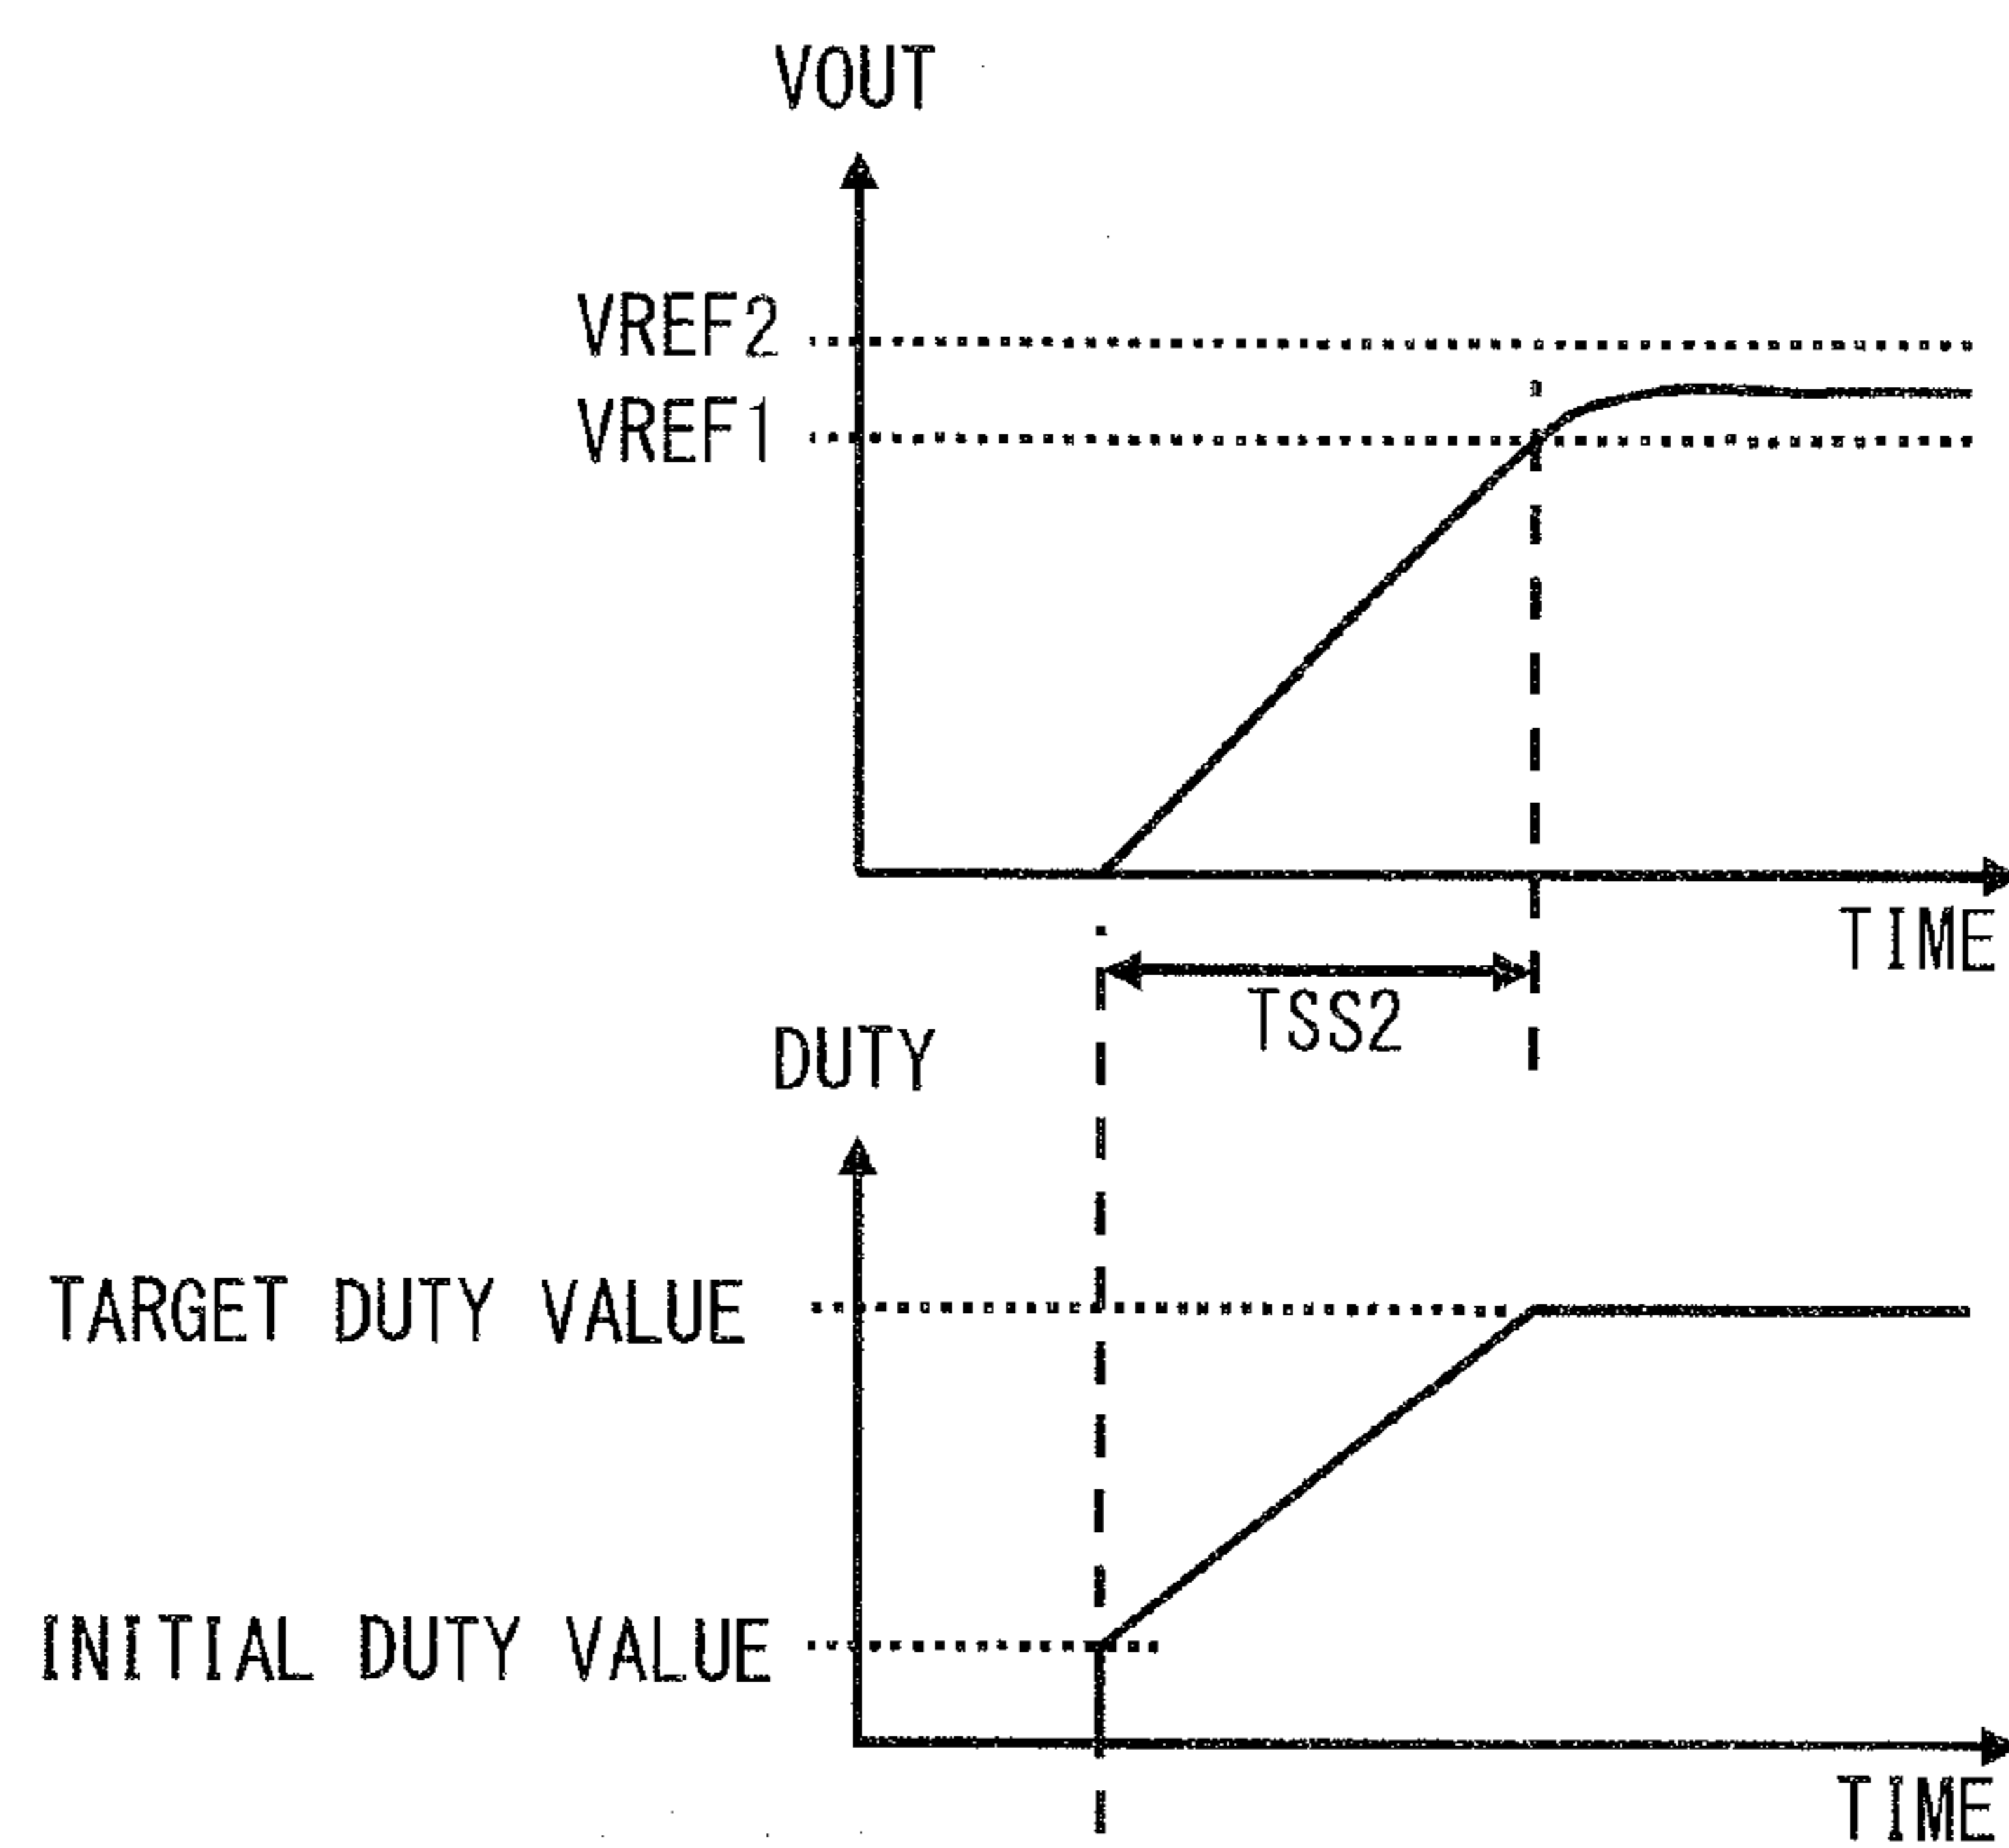 VOUT
VREF2
VREF1
TIME
TSS2
DUTY
TARGET DUTY VALUE
INITIAL DUTY VALUE
TIME